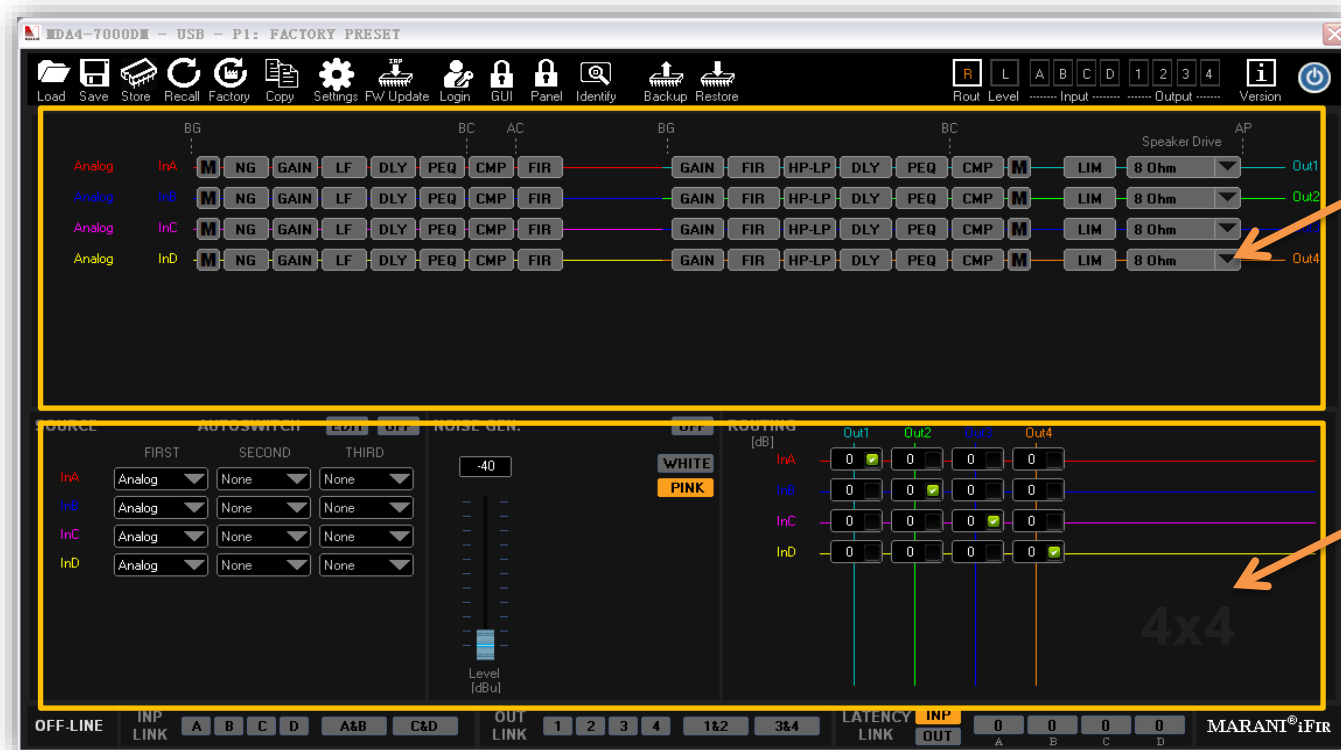 MDA4-7000DM - USB - P1: FACTORY PRESET
IAP
Load Save Store Recall Factory Copy Settings FW Update Login GUI Panel Identify Backup Restore
R L A B C D 1 2 3 4 i
Rout Level ------- Input ------- ------ Output ------- Version
BG BC AC BG BC AP
Speaker Drive
Analog InA M NG GAIN LF DLY PEQ CMP FIR GAIN FIR HP-LP DLY PEQ CMP M LIM 8 Ohm Out1
Analog InB M NG GAIN LF DLY PEQ CMP FIR GAIN FIR HP-LP DLY PEQ CMP M LIM 8 Ohm Out2
Analog InC M NG GAIN LF DLY PEQ CMP FIR GAIN FIR HP-LP DLY PEQ CMP M LIM 8 Ohm
Analog InD M NG GAIN LF DLY PEQ CMP FIR GAIN FIR HP-LP DLY PEQ CMP M LIM 8 Ohm Out4
SOURCE AUTOSWITCH EDIT OFF NOISE GEN. OFF ROUTING
[dB]
Out1 Out2 Out3 Out4
FIRST SECOND THIRD
-40
WHITE
PINK
InA Analog None None
InB Analog None None
InC Analog None None
InD Analog None None
InA 0 0 0 0
InB 0 0 0 0
InC 0 0 0 0
InD 0 0 0 0
4x4
Level
[dBu]
OFF-LINE INP LINK A B C D A&B C&D OUT LINK 1 2 3 4 1&2 3&4 LATENCY LINK INP OUT 0 0 0 0 MARANI®iFIR
A B C D